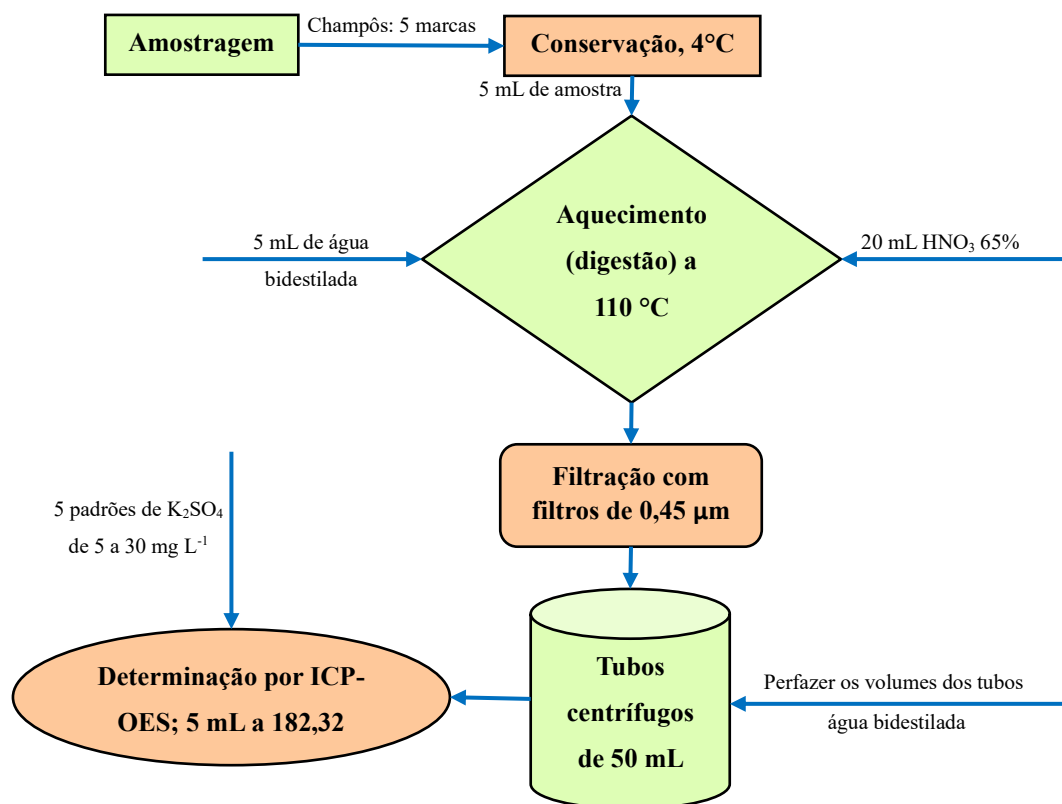 Amostragem
Champôs: 5 marcas
Conservação, 4°C
5 mL de amostra
Aquecimento
(digestão) a
110 °C
5 mL de água
bidestilada
20 mL HNO₃ 65%
Filtração com
filtros de 0,45 µm
5 padrões de K₂SO₄
de 5 a 30 mg L⁻¹
Tubos
centrífugos
de 50 mL
Perfazer os volumes dos tubos
água bidestilada
Determinação por ICP-
OES; 5 mL a 182,32